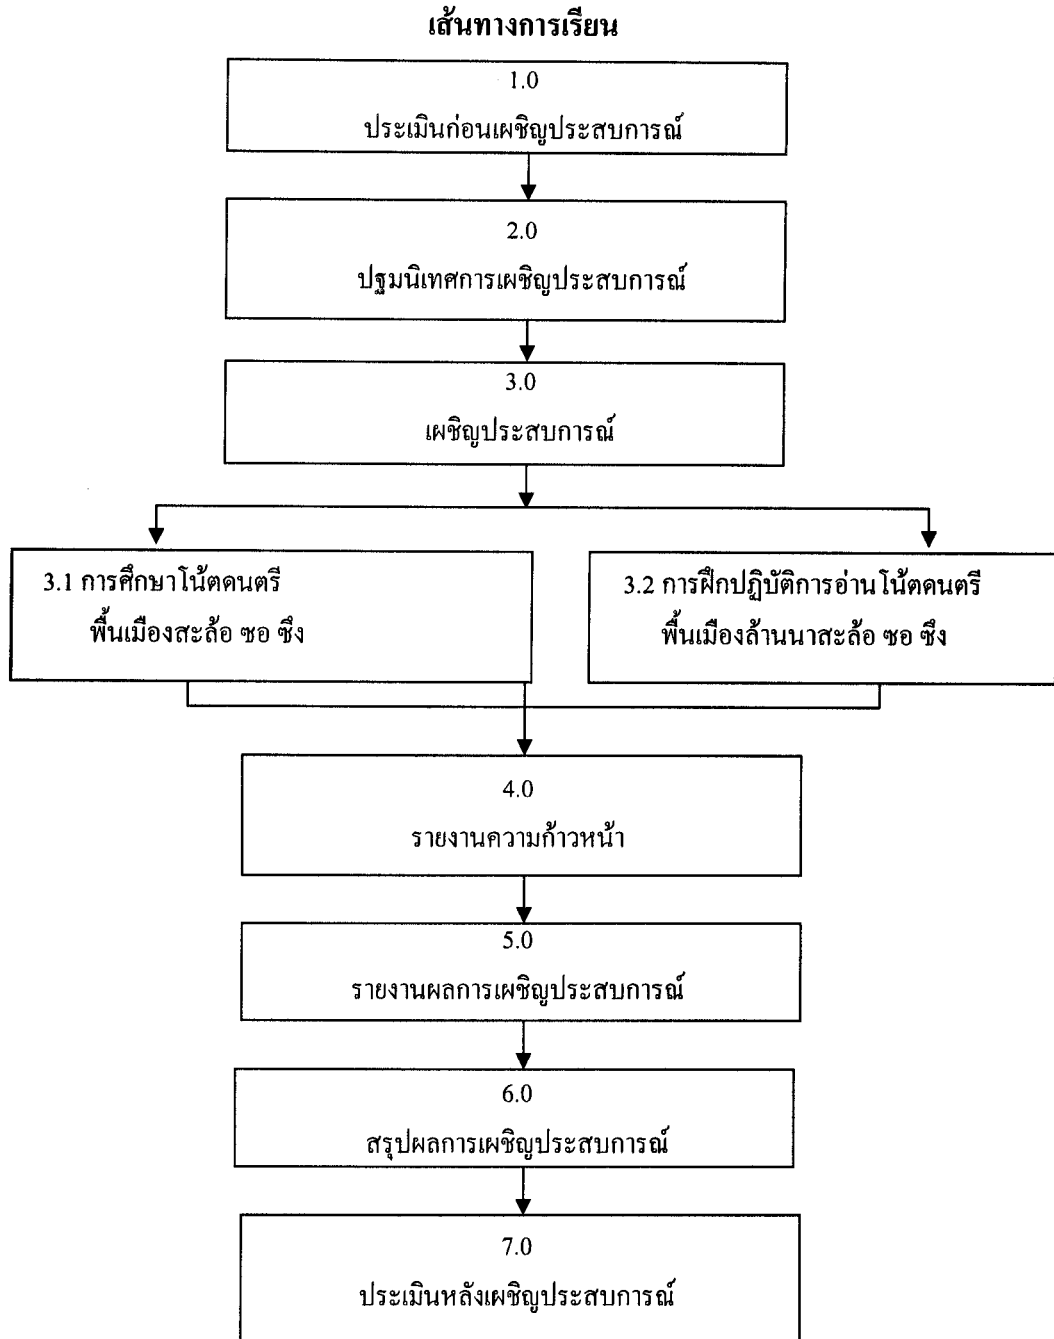 เส้นทางการเรียน
1.0
ประเมินก่อนเผชิญประสบการณ์
2.0
ปฐมนิเทศการเผชิญประสบการณ์
3.0
เผชิญประสบการณ์
3.1 การศึกษาโน้ตดนตรี
พื้นเมืองสะล้อ ซอ ซึง
3.2 การฝึกปฏิบัติการอ่านโน้ตดนตรี
พื้นเมืองล้านนาสะล้อ ซอ ซึง
4.0
รายงานความก้าวหน้า
5.0
รายงานผลการเผชิญประสบการณ์
6.0
สรุปผลการเผชิญประสบการณ์
7.0
ประเมินหลังเผชิญประสบการณ์